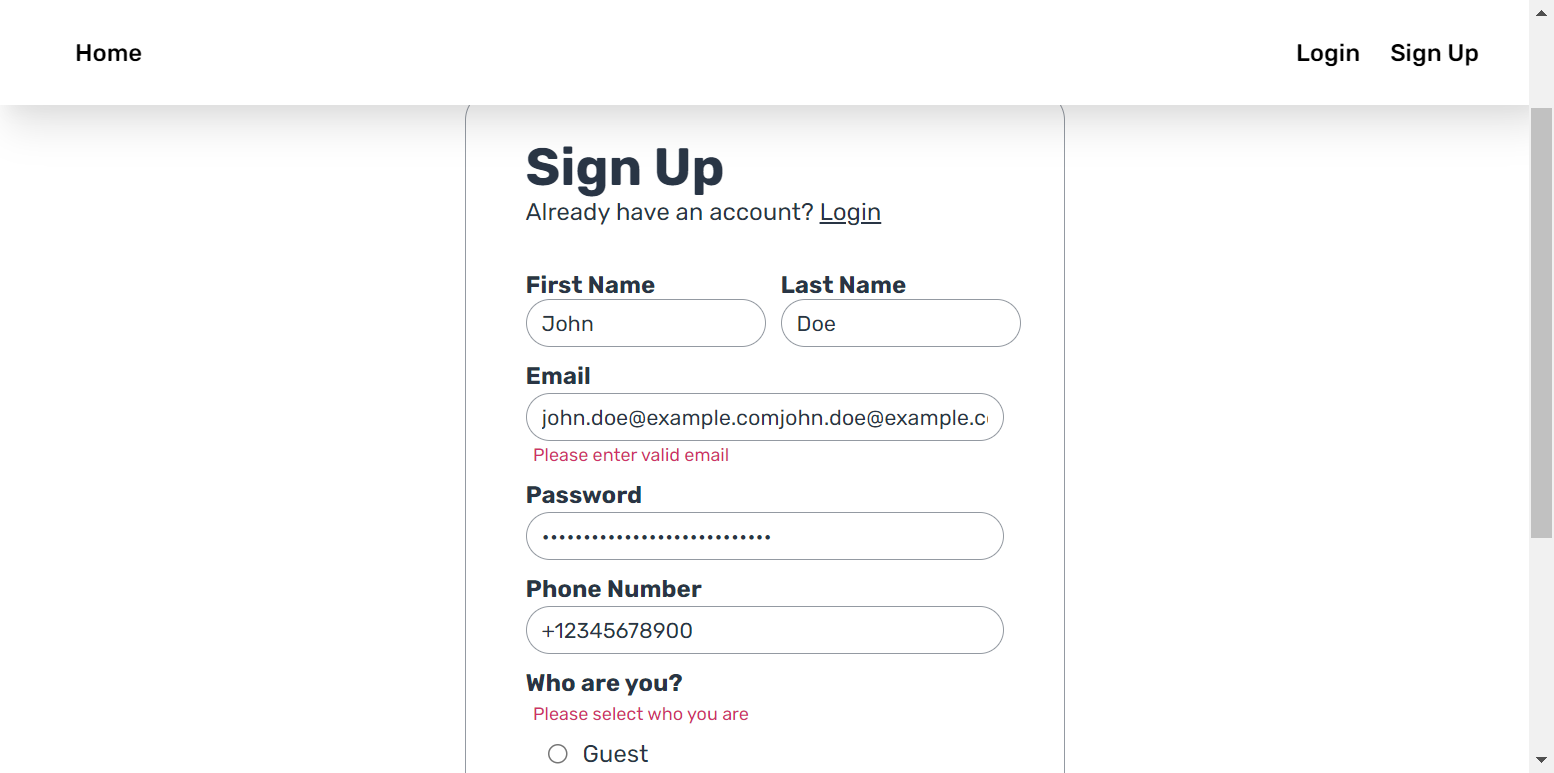 Home Login Sign Up
Sign Up
Already have an account? Login
First Name Last Name
John Doe
Email
john.doe@example.comjohn.doe@example.c
Please enter valid email
Password
••••••••••••••••••••••••••••
Phone Number
+12345678900
Who are you?
Please select who you are
Guest